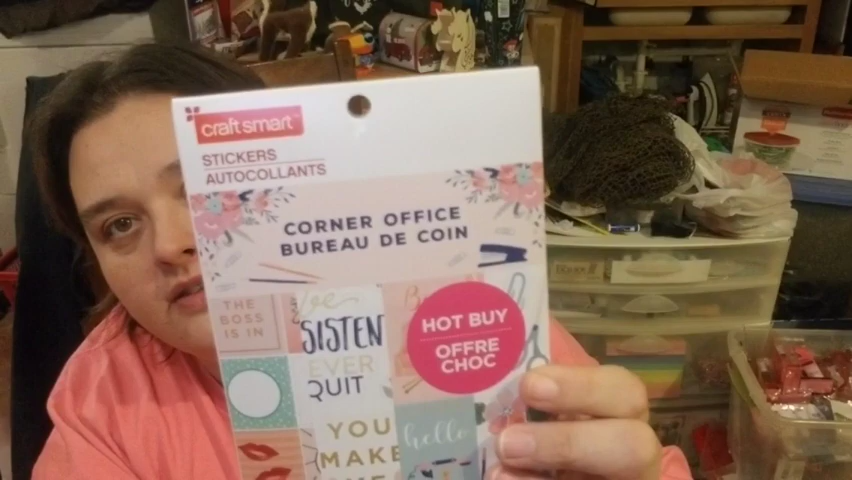 craft smart
STICKERS
AUTOCOLLANTS
CORNER OFFICE
BUREAU DE COIN
THE
BOSS
IS IN
be
SISTEN
EVER
QUIT
HOT BUY
OFFRE
CHOC
YOU
MAKE
hello